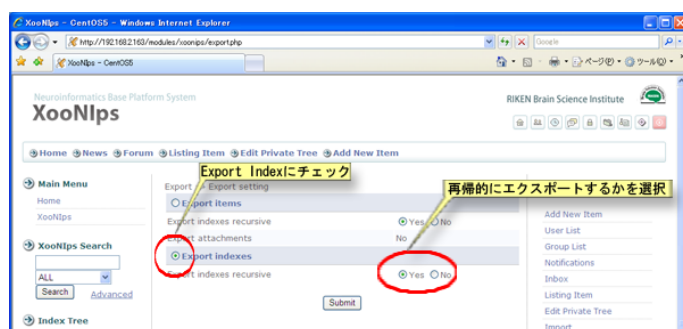 XooNIps - CentOS5 - Windows Internet Explorer
http://192.168.2.163/modules/xoonips/export.php
Google
XooNIps - CentOS5
ページ(P)
ツール(O)
Neuroinformatics Base Platform System
XooNIps
RIKEN Brain Science Institute
Home News Forum Listing Item Edit Private Tree Add New Item
Export Indexにチェック
再帰的にエクスポートするかを選択
Main Menu
Home
XooNIps
XooNIps Search
ALL
Search Advanced
Index Tree
Export Export setting
Export items
Export indexes recursive Yes No
Export attachments No
Export indexes
Export indexes recursive Yes No
Submit
Add New Item
User List
Group List
Notifications
Inbox
Listing Item
Edit Private Tree
Import